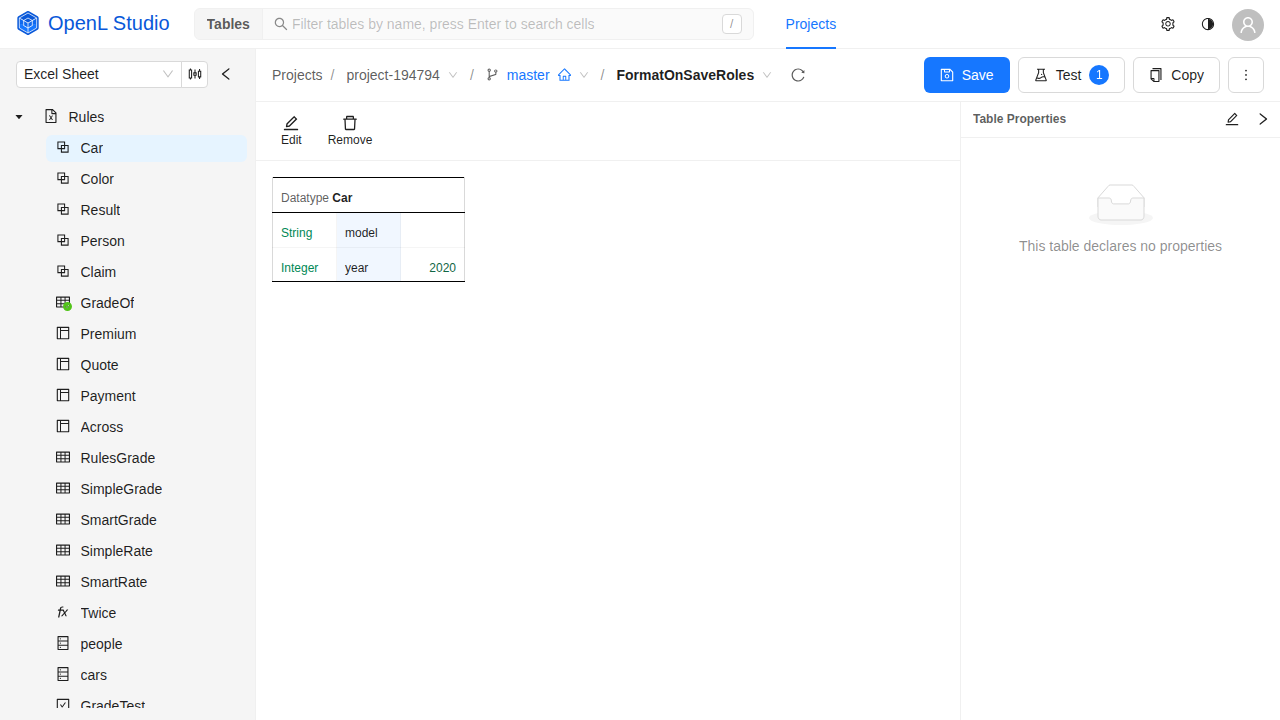 OpenL Studio
Tables
Filter tables by name, press Enter to search cells
/
Projects
Excel Sheet
Projects / project-194794 / master / FormatOnSaveRoles
Save
Test 1
Copy
Rules
Car
Color
Result
Person
Claim
GradeOf
Premium
Quote
Payment
Across
RulesGrade
SimpleGrade
SmartGrade
SimpleRate
SmartRate
Twice
people
cars
GradeTest
Edit
Remove
Datatype Car
String model
Integer year 2020
Table Properties
This table declares no properties